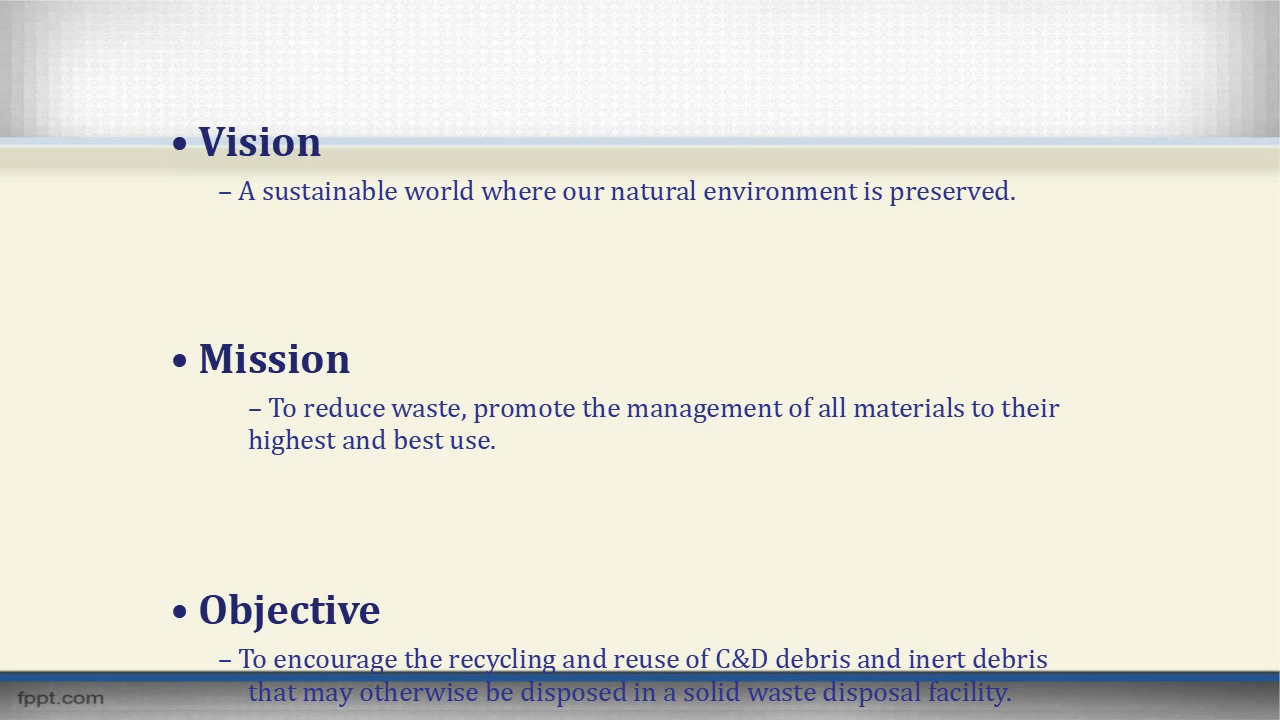 • Vision
– A sustainable world where our natural environment is preserved.
• Mission
– To reduce waste, promote the management of all materials to their
highest and best use.
• Objective
– To encourage the recycling and reuse of C&D debris and inert debris
that may otherwise be disposed in a solid waste disposal facility.
fppt.com